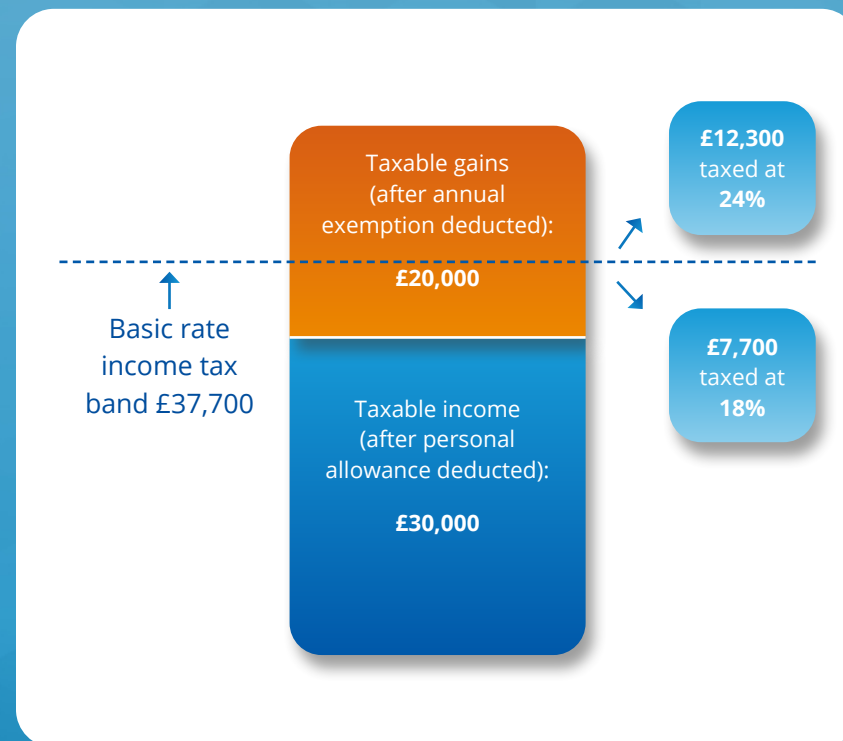 Taxable gains
(after annual
exemption deducted):
£20,000
£12,300
taxed at
24%
Basic rate
income tax
band £37,700
£7,700
taxed at
18%
Taxable income
(after personal
allowance deducted):
£30,000